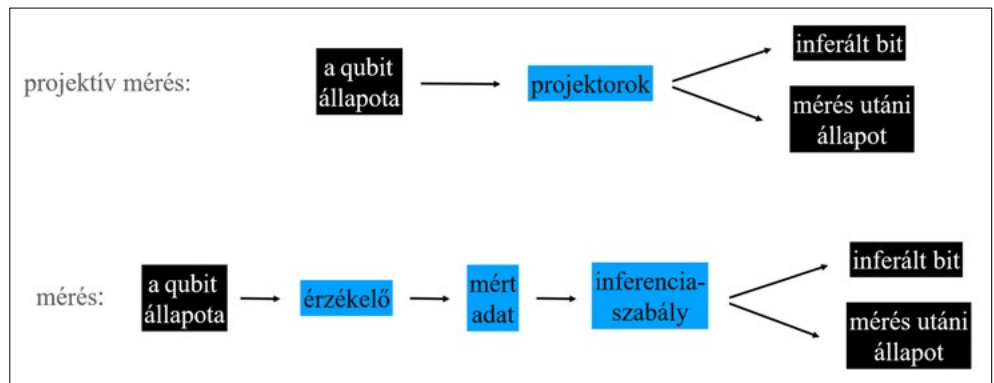 projektív mérés:
a qubit
állapota
projektorok
inferált bit
mérés utáni
állapot
mérés:
a qubit
állapota
érzékelő
mért
adat
inferencia-
szabály
inferált bit
mérés utáni
állapot